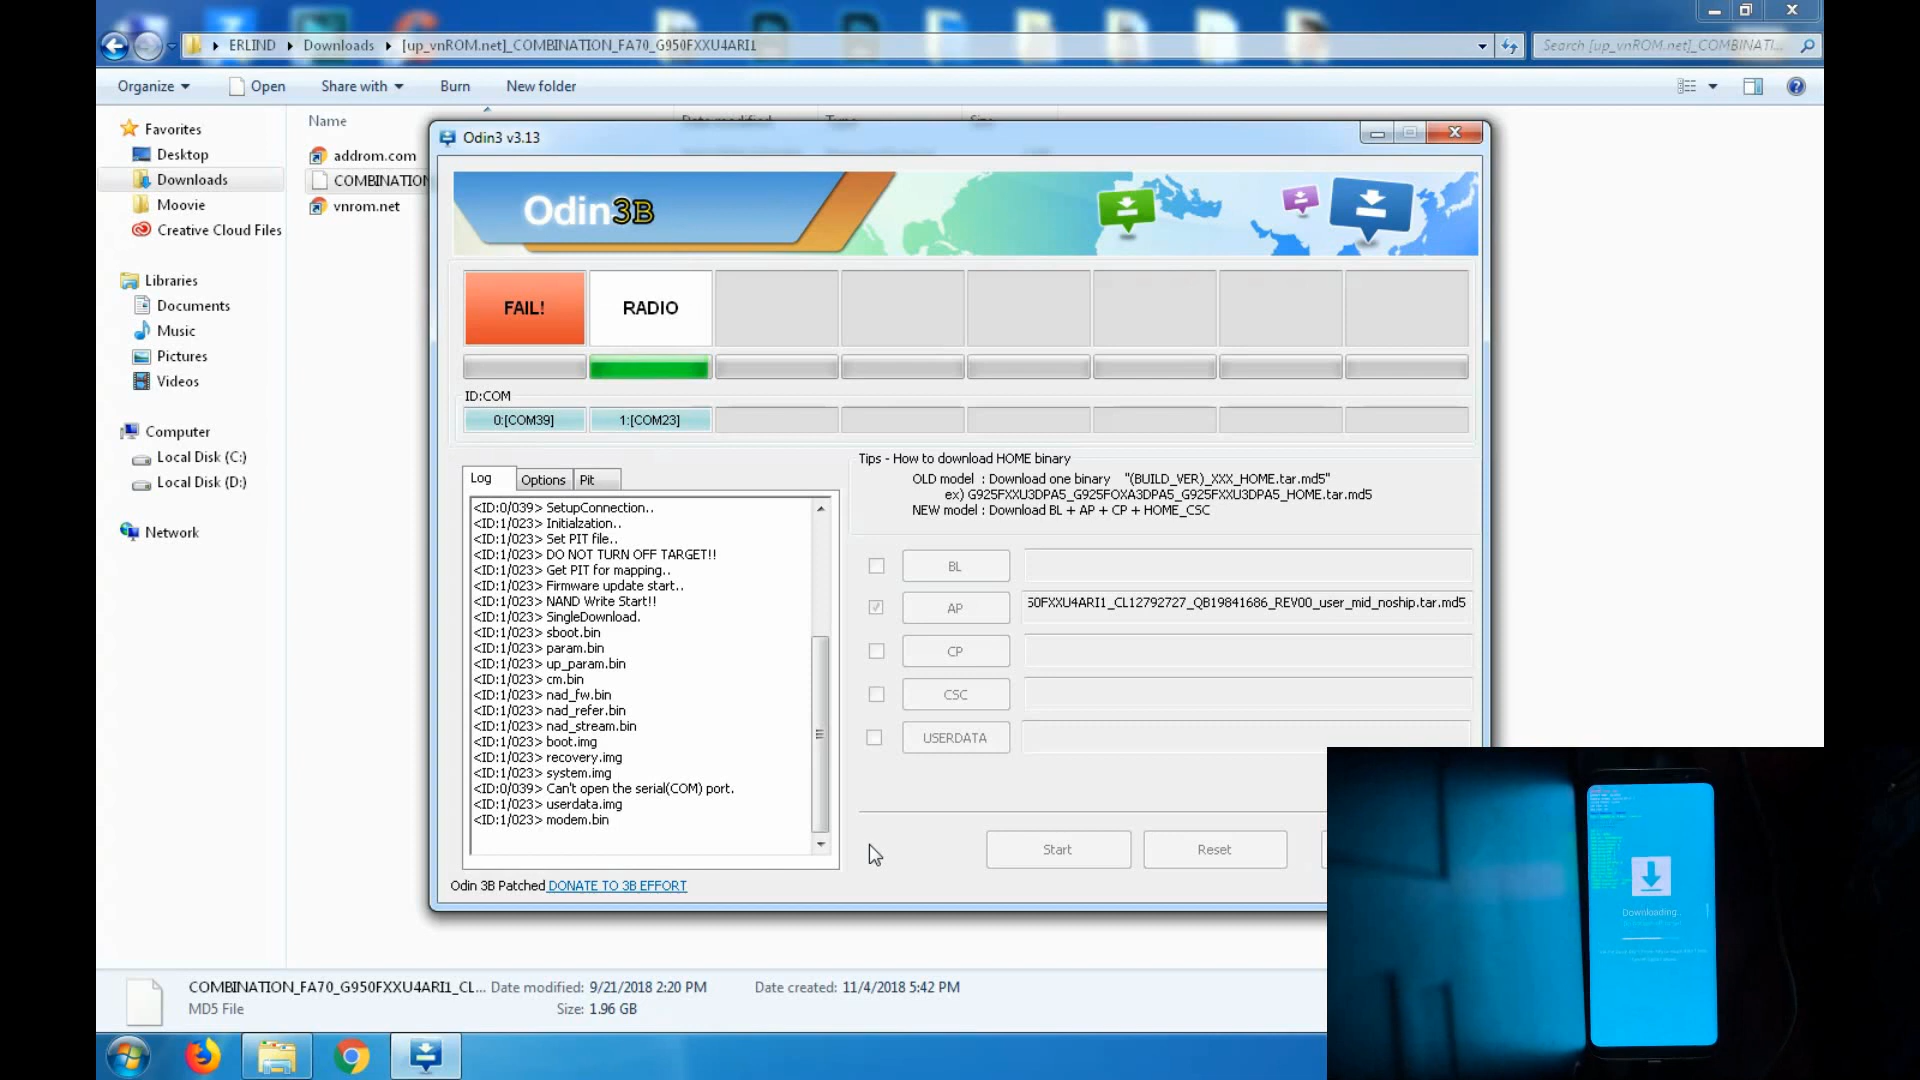 ERLIND ▸ Downloads ▸ [up_vnROM.net]_COMBINATION_FA70_G950FXXU4ARI1
Search [up_vnROM.net]_COMBINATI...
Organize
Open
Share with
Burn
New folder
Favorites
Desktop
Downloads
Moovie
Creative Cloud Files
Libraries
Documents
Music
Pictures
Videos
Computer
Local Disk (C:)
Local Disk (D:)
Network
Name
Date modified
Type
Size
addrom.com
COMBINATION
vnrom.net
Odin3 v3.13
Odin3B
FAIL!
RADIO
ID:COM
0:[COM39]
1:[COM23]
Log
Options
Pit
<ID:0/039> SetupConnection..
<ID:1/023> Initialzation..
<ID:1/023> Set PIT file..
<ID:1/023> DO NOT TURN OFF TARGET!!
<ID:1/023> Get PIT for mapping..
<ID:1/023> Firmware update start..
<ID:1/023> NAND Write Start!!
<ID:1/023> SingleDownload.
<ID:1/023> sboot.bin
<ID:1/023> param.bin
<ID:1/023> up_param.bin
<ID:1/023> cm.bin
<ID:1/023> nad_fw.bin
<ID:1/023> nad_refer.bin
<ID:1/023> nad_stream.bin
<ID:1/023> boot.img
<ID:1/023> recovery.img
<ID:1/023> system.img
<ID:0/039> Can't open the serial(COM) port.
<ID:1/023> userdata.img
<ID:1/023> modem.bin
Tips - How to download HOME binary
OLD model : Download one binary "(BUILD_VER)_XXX_HOME.tar.md5"
ex) G925FXXU3DPA5_G925FOXA3DPA5_G925FXXU3DPA5_HOME.tar.md5
NEW model : Download BL + AP + CP + HOME_CSC
BL
AP
50FXXU4ARI1_CL12792727_QB19841686_REV00_user_mid_noship.tar.md5
CP
CSC
USERDATA
Start
Reset
Odin 3B Patched DONATE TO 3B EFFORT
Downloading..
COMBINATION_FA70_G950FXXU4ARI1_CL... Date modified: 9/21/2018 2:20 PM Date created: 11/4/2018 5:42 PM
MD5 File Size: 1.96 GB